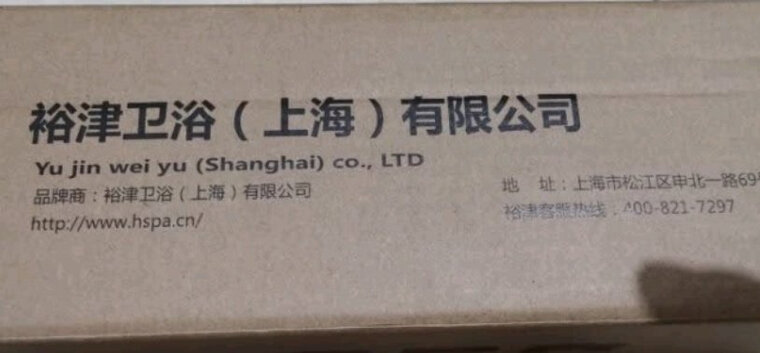 裕津卫浴（上海）有限公司
Yu jin wei yu (Shanghai) co., LTD
品牌商：裕津卫浴（上海）有限公司
http://www.hspa.cn/
地 址：上海市松江区申北一路69
裕津客服热线：400-821-7297